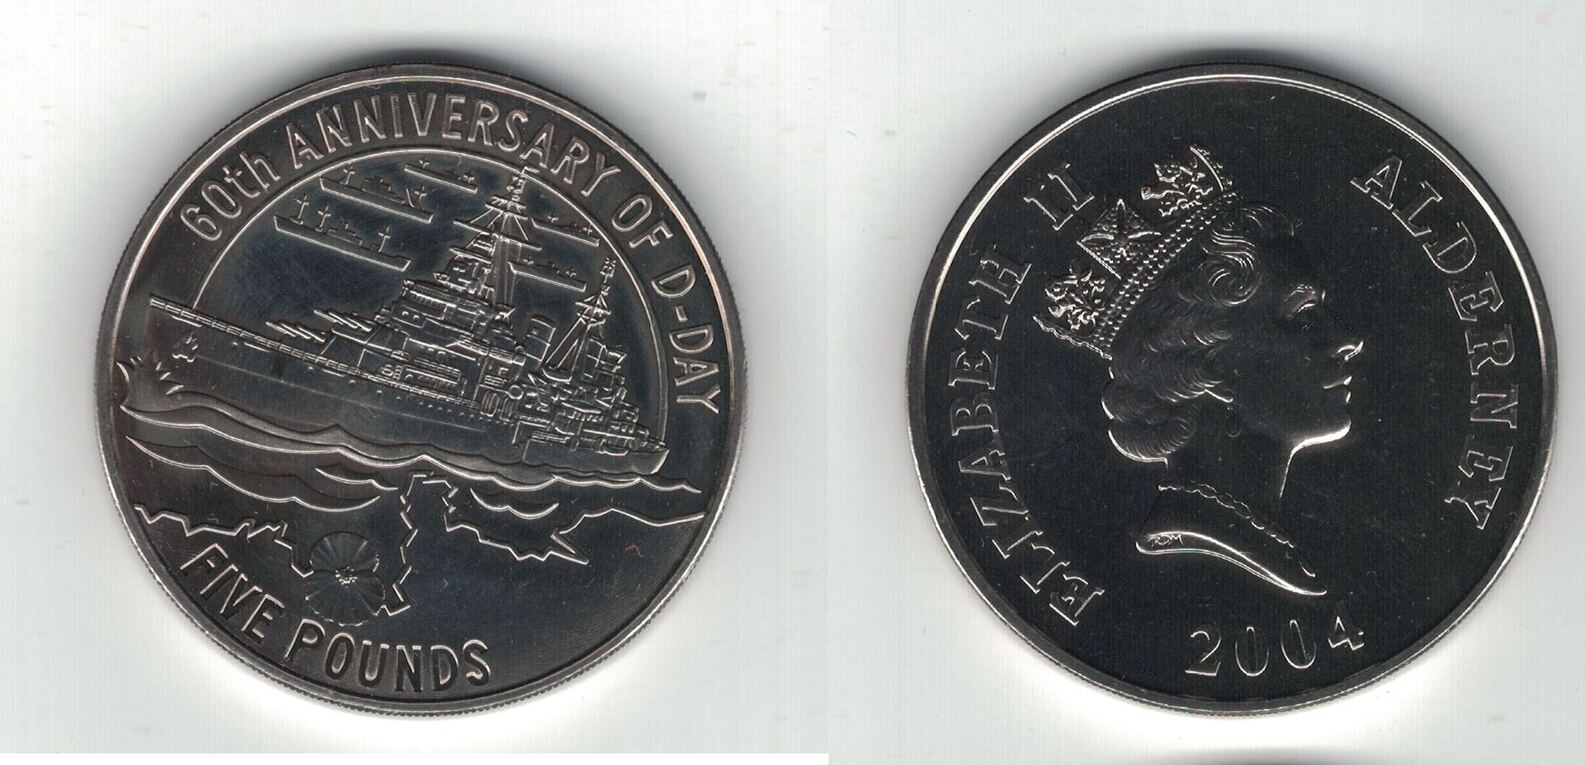 60th ANNIVERSARY OF D-DAY
FIVE POUNDS
ELIZABETH II
ALDERNEY
2004